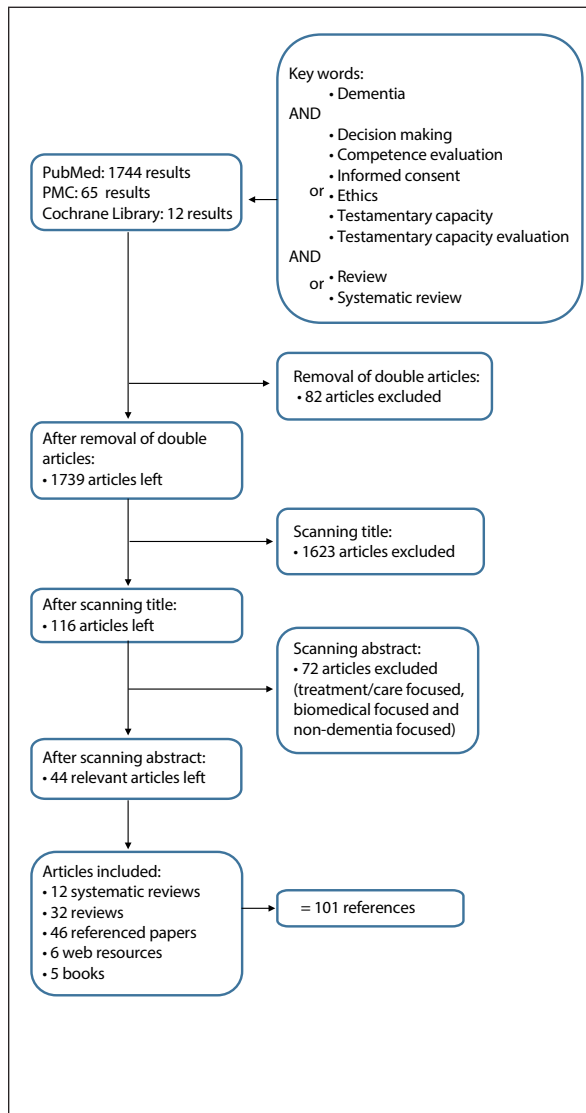 Key words:
• Dementia
AND
• Decision making
• Competence evaluation
• Informed consent
or • Ethics
• Testamentary capacity
• Testamentary capacity evaluation
AND
or • Review
• Systematic review
PubMed: 1744 results
PMC: 65 results
Cochrane Library: 12 results
Removal of double articles:
• 82 articles excluded
After removal of double
articles:
• 1739 articles left
Scanning title:
• 1623 articles excluded
After scanning title:
• 116 articles left
Scanning abstract:
• 72 articles excluded
(treatment/care focused,
biomedical focused and
non-dementia focused)
After scanning abstract:
• 44 relevant articles left
Articles included:
• 12 systematic reviews
• 32 reviews
• 46 referenced papers
• 6 web resources
• 5 books
= 101 references